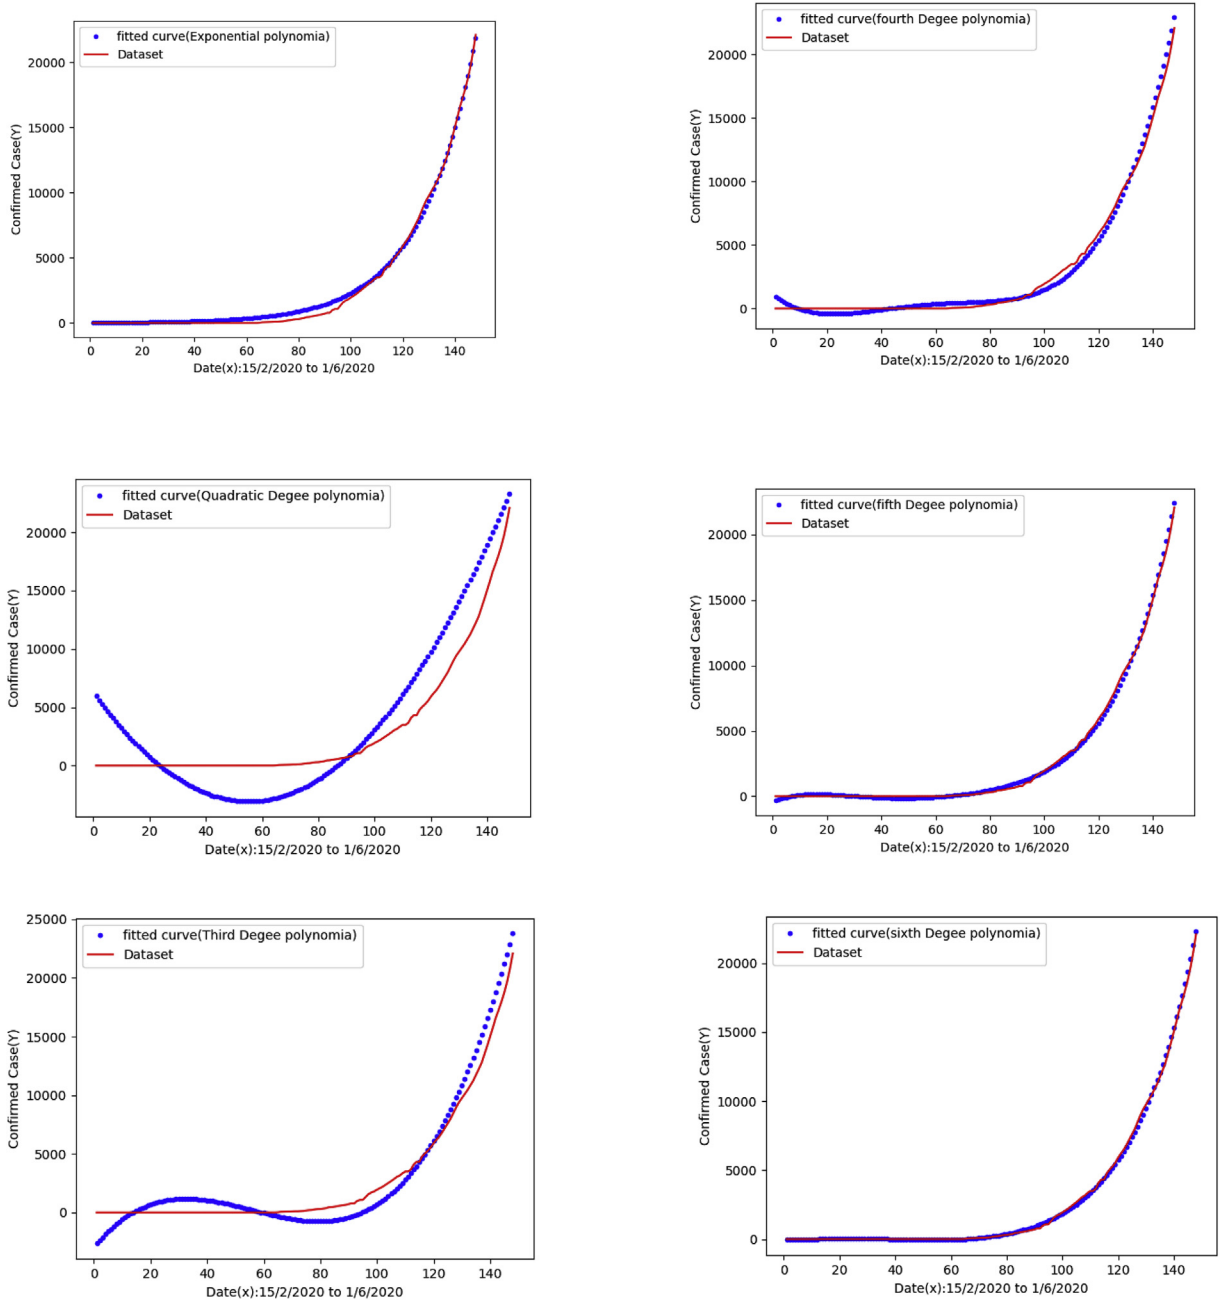 fitted curve(Exponential polynomia)
Dataset
20000
15000
10000
5000
0
Confirmed Case(Y)
0 20 40 60 80 100 120 140
Date(x):15/2/2020 to 1/6/2020
fitted curve(fourth Degree polynomia)
Dataset
20000
15000
10000
5000
0
Confirmed Case(Y)
0 20 40 60 80 100 120 140
Date(x):15/2/2020 to 1/6/2020
fitted curve(Quadratic Degree polynomia)
Dataset
20000
15000
10000
5000
0
Confirmed Case(Y)
0 20 40 60 80 100 120 140
Date(x):15/2/2020 to 1/6/2020
fitted curve(fifth Degree polynomia)
Dataset
20000
15000
10000
5000
0
Confirmed Case(Y)
0 20 40 60 80 100 120 140
Date(x):15/2/2020 to 1/6/2020
fitted curve(Third Degree polynomia)
Dataset
25000
20000
15000
10000
5000
0
Confirmed Case(Y)
0 20 40 60 80 100 120 140
Date(x):15/2/2020 to 1/6/2020
fitted curve(sixth Degree polynomia)
Dataset
20000
15000
10000
5000
0
Confirmed Case(Y)
0 20 40 60 80 100 120 140
Date(x):15/2/2020 to 1/6/2020